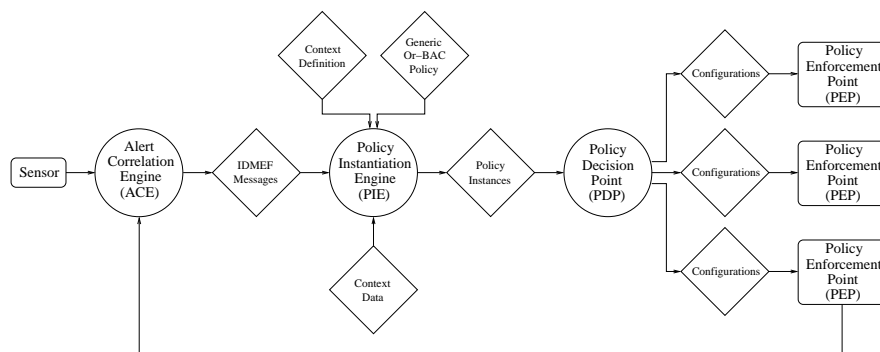 Context
Definition
Generic
Or−BAC
Policy
Sensor
Alert
Correlation
Engine
(ACE)
IDMEF
Messages
Policy
Instantiation
Engine
(PIE)
Policy
Instances
Policy
Decision
Point
(PDP)
Context
Data
Configurations
Policy
Enforcement
Point
(PEP)
Configurations
Policy
Enforcement
Point
(PEP)
Configurations
Policy
Enforcement
Point
(PEP)